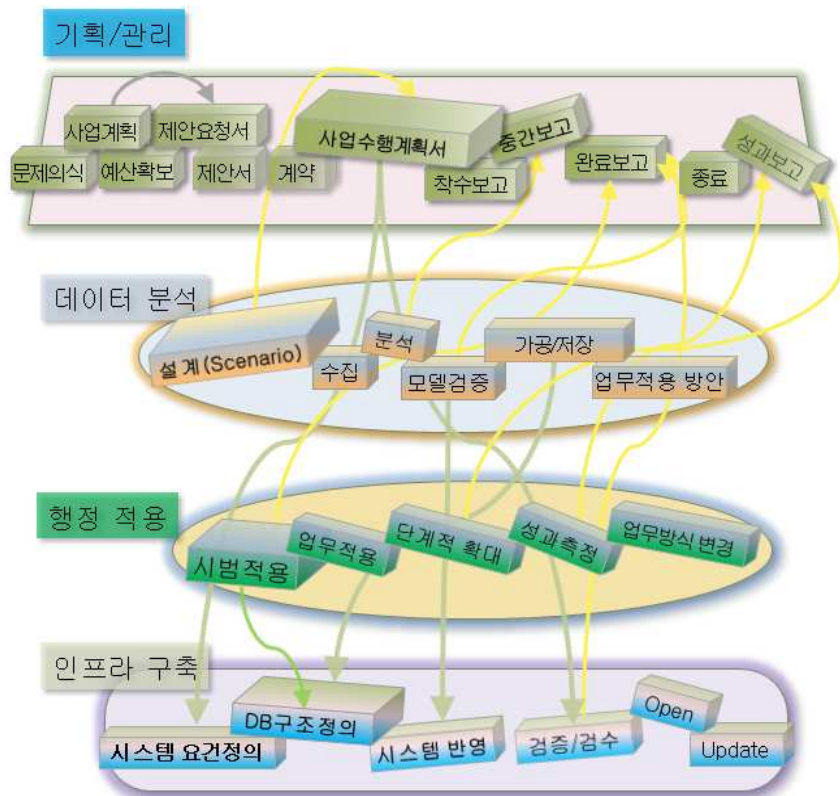 기획/관리
사업계획
제안요청서
사업수행계획서
중간보고
성과보고
문제의식
예산확보
제안서
계약
착수보고
완료보고
종료
데이터 분석
설계(Scenario)
수집
분석
모델검증
가공/저장
업무적용 방안
행정 적용
시범적용
업무적용
단계적 확대
성과측정
업무방식변경
인프라 구축
시스템 요건정의
DB구조정의
시스템 반영
검증/검수
Open
Update